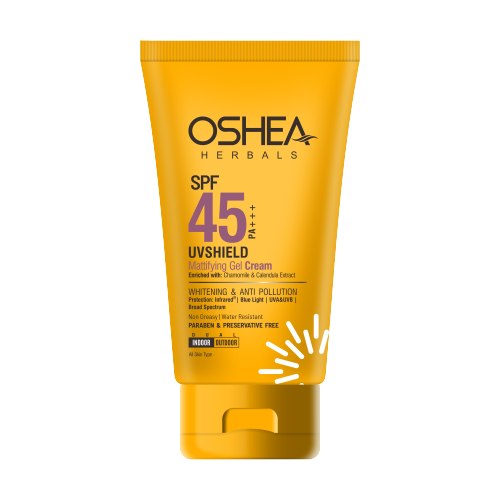 OSHEA
HERBALS
SPF
45
PA+++
UVSHIELD
Mattifying Gel Cream
Enriched with: Chamomile & Calendula Extract
WHITENING & ANTI POLLUTION
Protection: Infrared® | Blue Light | UVA&UVB |
Broad Spectrum
Non Greasy | Water Resistant
PARABEN & PRESERVATIVE FREE
DUAL
INDOOR OUTDOOR
All Skin Type